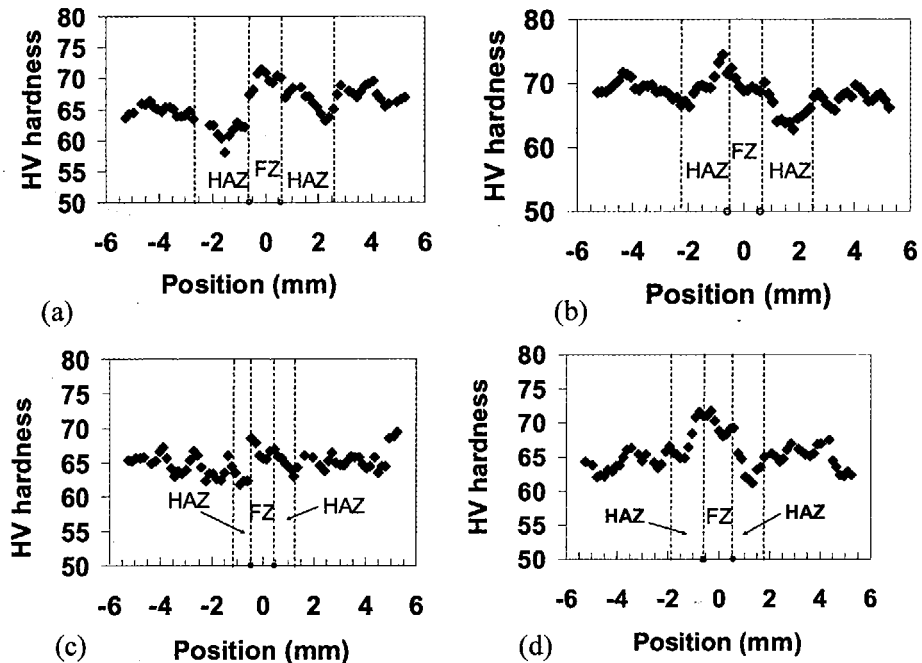 HV hardness
80
75
70
65
60
55
50
HAZ
FZ
HAZ
-6 -4 -2 0 2 4 6
Position (mm)
(a)
HV hardness
80
70
60
50
HAZ
FZ
HAZ
-6 -4 -2 0 2 4 6
Position (mm)
(b)
HV hardness
80
75
70
65
60
55
50
HAZ
FZ
HAZ
-6 -4 -2 0 2 4 6
Position (mm)
(c)
HV hardness
80
75
70
65
60
55
50
HAZ
FZ
HAZ
-6 -4 -2 0 2 4 6
Position (mm)
(d)